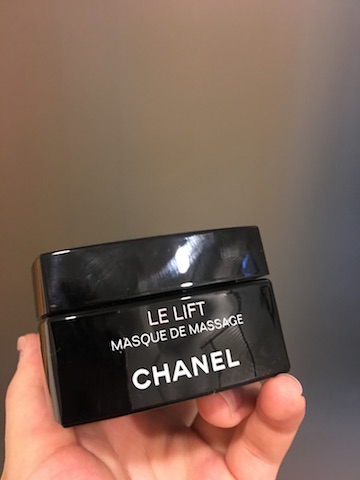 LE LIFT
MASQUE DE MASSAGE
CHANEL